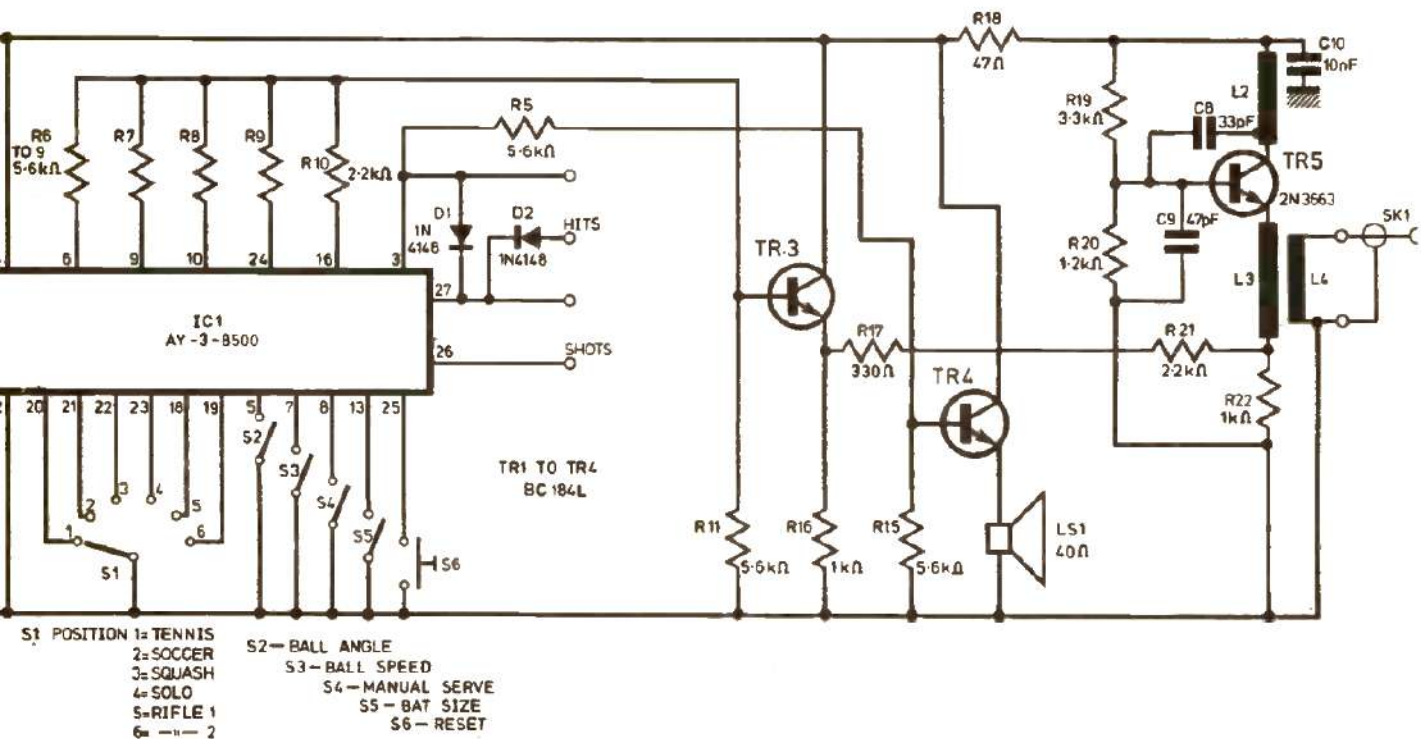 R18
47Ω
C10
10nF
R6
TO 9
5·6kΩ
R7
R8
R9
R10
2·2kΩ
R5
5·6kΩ
R19
3·3kΩ
C8
33pF
L2
TR5
2N3663
D1
1N
4148
D2
1N4148
HITS
TR.3
R20
1·2kΩ
C9
47pF
L3
L4
SK1
6
9
10
24
16
3
27
IC1
AY-3-8500
26
SHOTS
R17
330Ω
R21
2·2kΩ
TR4
R22
1kΩ
20
21
22
23
18
19
5
7
8
13
25
S2
S3
S4
S5
S6
1
2
3
4
5
6
S1
TR1 TO TR4
BC 184L
R11
5·6kΩ
R16
1kΩ
R15
5·6kΩ
LS1
40Ω
S1 POSITION 1= TENNIS
2= SOCCER
3= SQUASH
4= SOLO
5= RIFLE 1
6= —"— 2
S2— BALL ANGLE
S3— BALL SPEED
S4— MANUAL SERVE
S5— BAT SIZE
S6— RESET